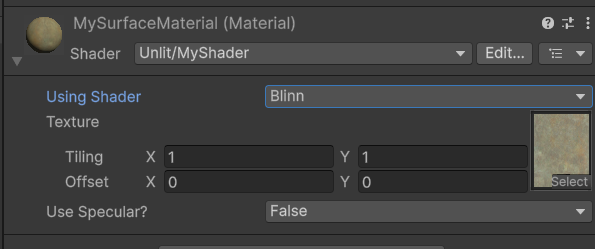 MySurfaceMaterial (Material)
Shader Unlit/MyShader Edit...
Using Shader Blinn
Texture
Tiling X 1 Y 1
Offset X 0 Y 0
Select
Use Specular? False